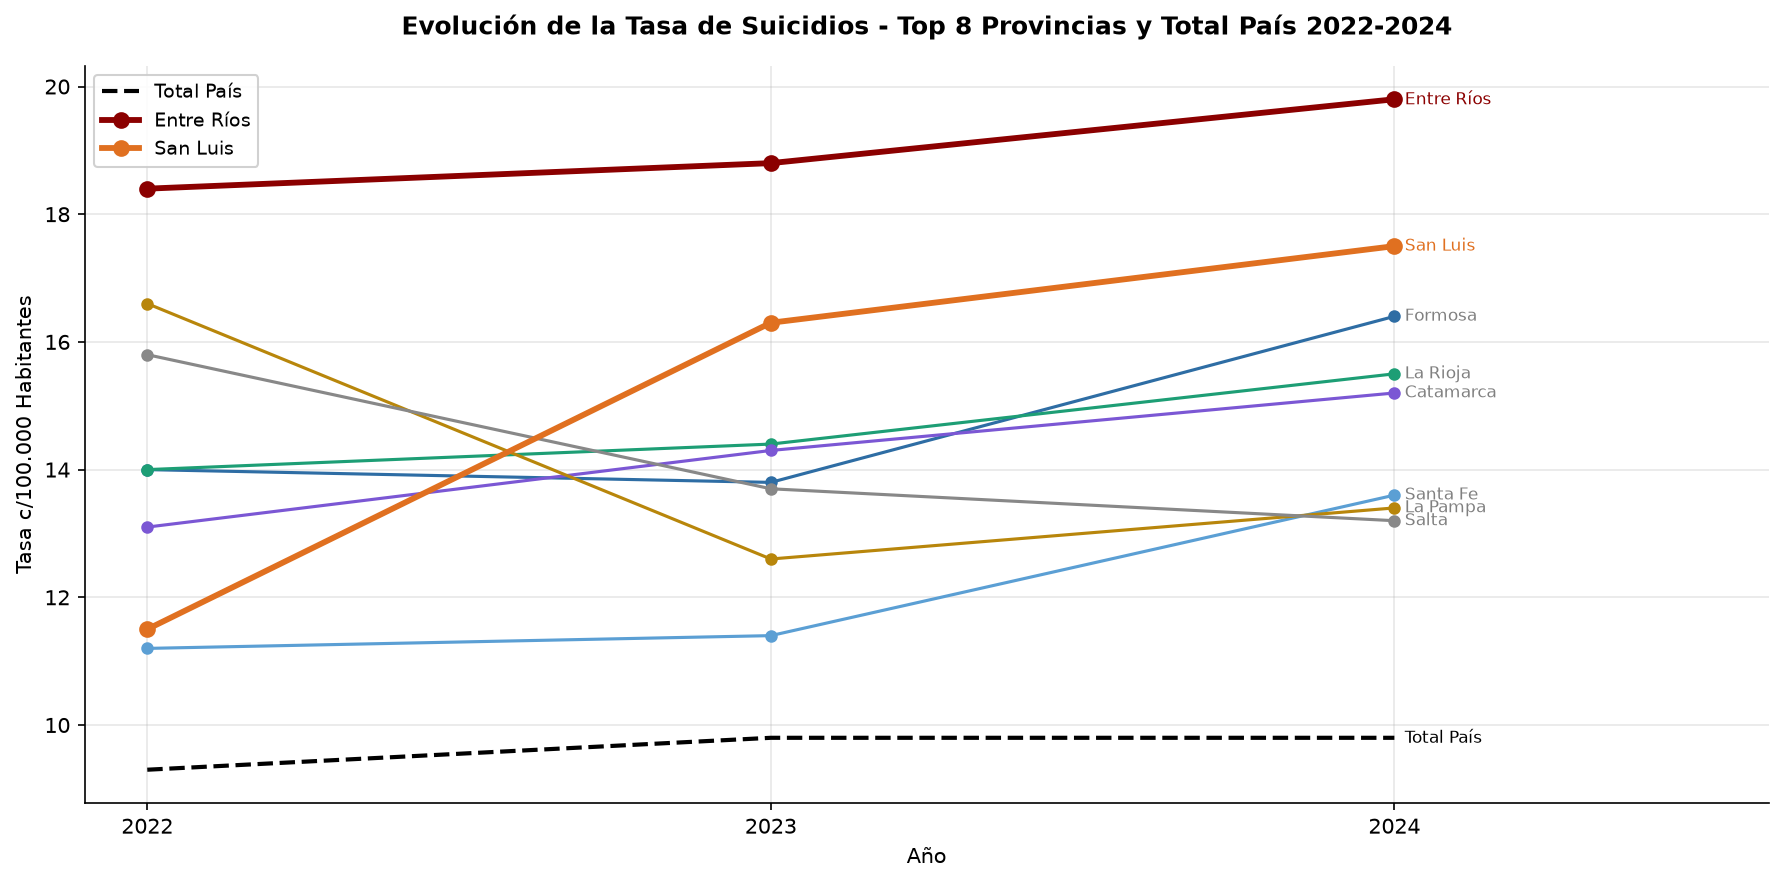 Evolución de la Tasa de Suicidios - Top 8 Provincias y Total País 2022-2024
Tasa c/100.000 Habitantes
20
18
16
14
12
10
Total País
Entre Ríos
San Luis
Entre Ríos
San Luis
Formosa
La Rioja
Catamarca
Santa Fe
La Pampa
Salta
Total País
2022
2023
2024
Año